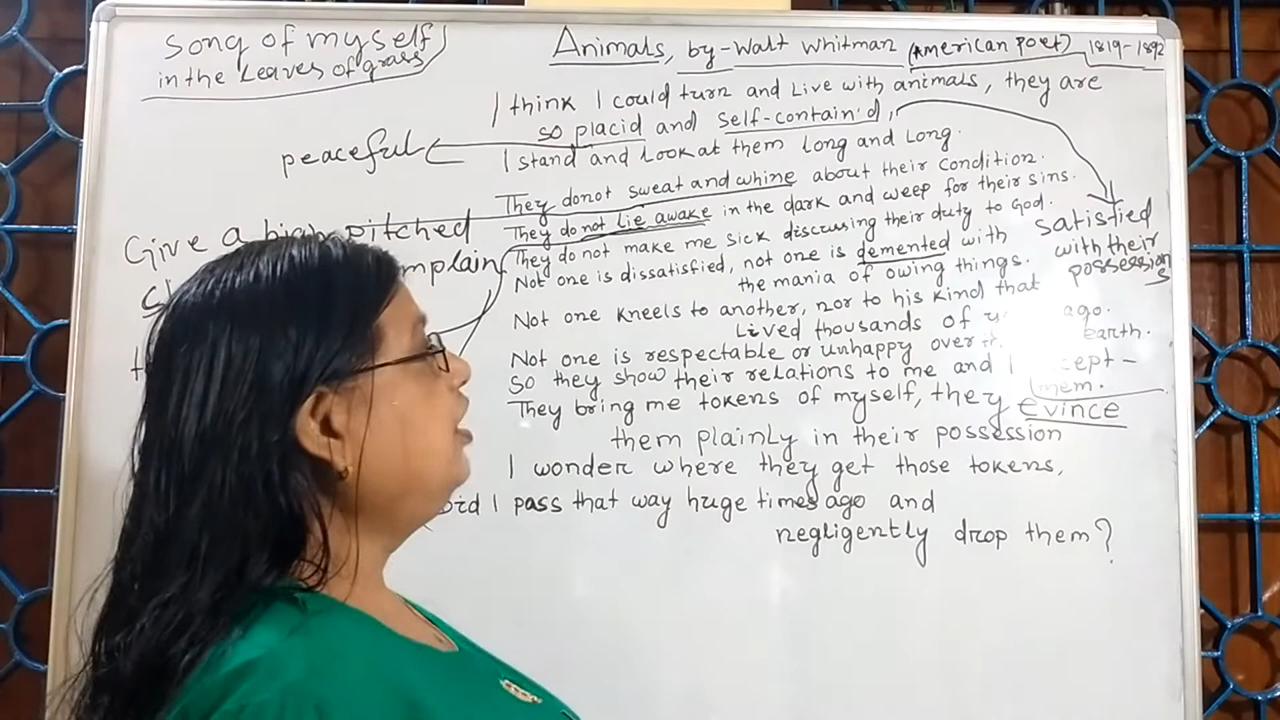 Song of myself
in the Leaves of grass
Animals, by-Walt Whitman (American Poet) 1819-1892
I think I could turn and Live with animals, they are
so placid and self-contain'd,
peaceful
I stand and Look at them long and Long.
They donot sweat and whine about their condition.
They do not lie awake in the dark and weep for their sins.
They do not make me sick discussing their duty to God.
Not one is dissatisfied, not one is demented with
the mania of owing things.
Satisfied
with their
possessions
Give a high pitched
Not one kneels to another, nor to his kind that
Lived thousands of ago.
Not one is respectable or unhappy over earth.
So they show their relations to me and I
them.
They bring me tokens of myself, they evince
them plainly in their possession
I wonder where they get those tokens,
Did I pass that way huge times ago and
negligently drop them?